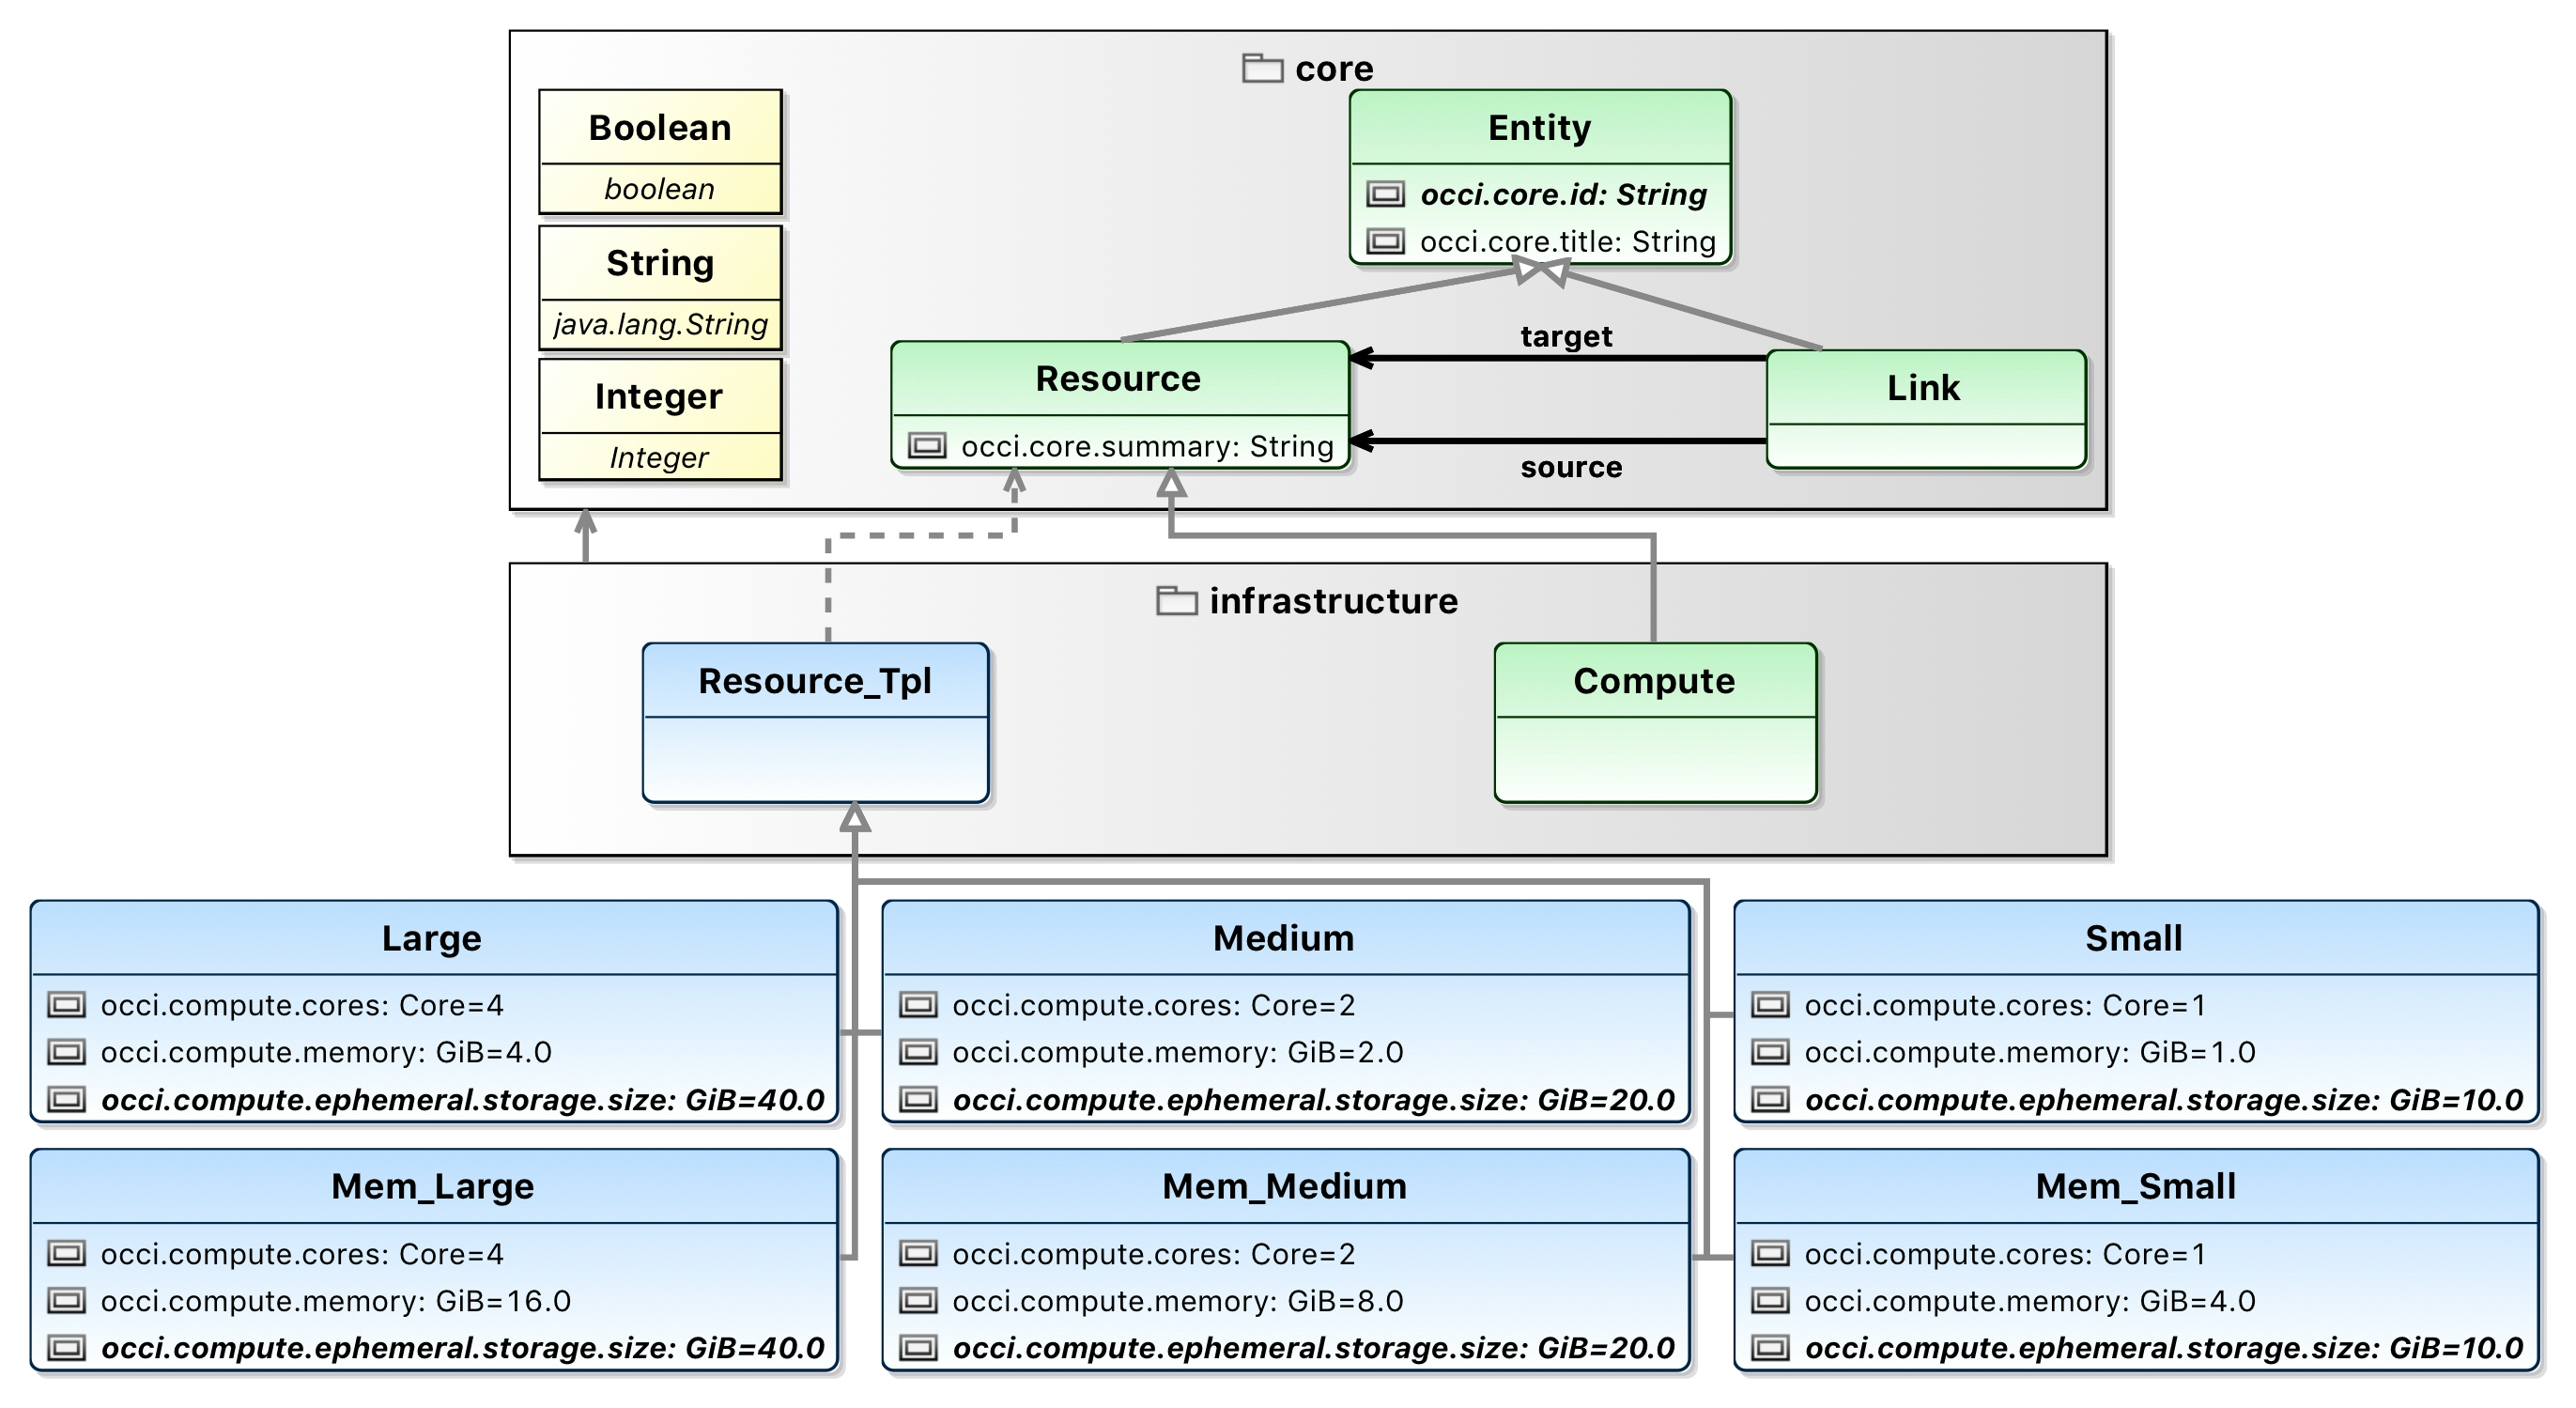 core
Boolean
boolean
String
java.lang.String
Integer
Integer
Entity
occi.core.id: String
occi.core.title: String
Resource
occi.core.summary: String
target
source
Link
infrastructure
Resource_Tpl
Compute
Large
occi.compute.cores: Core=4
occi.compute.memory: GiB=4.0
occi.compute.ephemeral.storage.size: GiB=40.0
Medium
occi.compute.cores: Core=2
occi.compute.memory: GiB=2.0
occi.compute.ephemeral.storage.size: GiB=20.0
Small
occi.compute.cores: Core=1
occi.compute.memory: GiB=1.0
occi.compute.ephemeral.storage.size: GiB=10.0
Mem_Large
occi.compute.cores: Core=4
occi.compute.memory: GiB=16.0
occi.compute.ephemeral.storage.size: GiB=40.0
Mem_Medium
occi.compute.cores: Core=2
occi.compute.memory: GiB=8.0
occi.compute.ephemeral.storage.size: GiB=20.0
Mem_Small
occi.compute.cores: Core=1
occi.compute.memory: GiB=4.0
occi.compute.ephemeral.storage.size: GiB=10.0